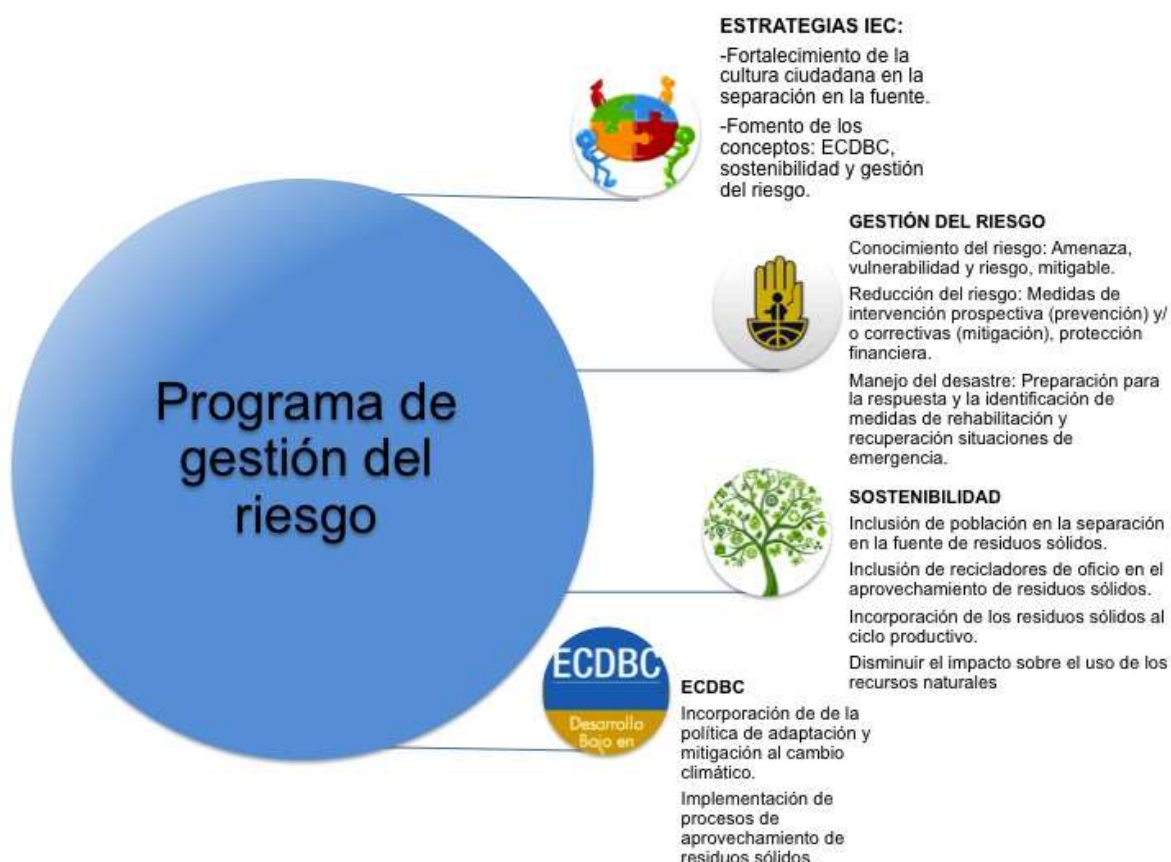 ESTRATEGIAS IEC:
-Fortalecimiento de la
cultura ciudadana en la
separación en la fuente.
-Fomento de los
conceptos: ECDBC,
sostenibilidad y gestión
del riesgo.
GESTIÓN DEL RIESGO
Conocimiento del riesgo: Amenaza,
vulnerabilidad y riesgo, mitigable.
Reducción del riesgo: Medidas de
intervención prospectiva (prevención) y/
o correctivas (mitigación), protección
financiera.
Manejo del desastre: Preparación para
la respuesta y la identificación de
medidas de rehabilitación y
recuperación situaciones de
emergencia.
Programa de
gestión del
riesgo
SOSTENIBILIDAD
Inclusión de población en la separación
en la fuente de residuos sólidos.
Inclusión de recicladores de oficio en el
aprovechamiento de residuos sólidos.
Incorporación de los residuos sólidos al
ciclo productivo.
Disminuir el impacto sobre el uso de los
recursos naturales
ECDBC
Desarrollo
Bajo en
ECDBC
Incorporación de de la
política de adaptación y
mitigación al cambio
climático.
Implementación de
procesos de
aprovechamiento de
residuos sólidos